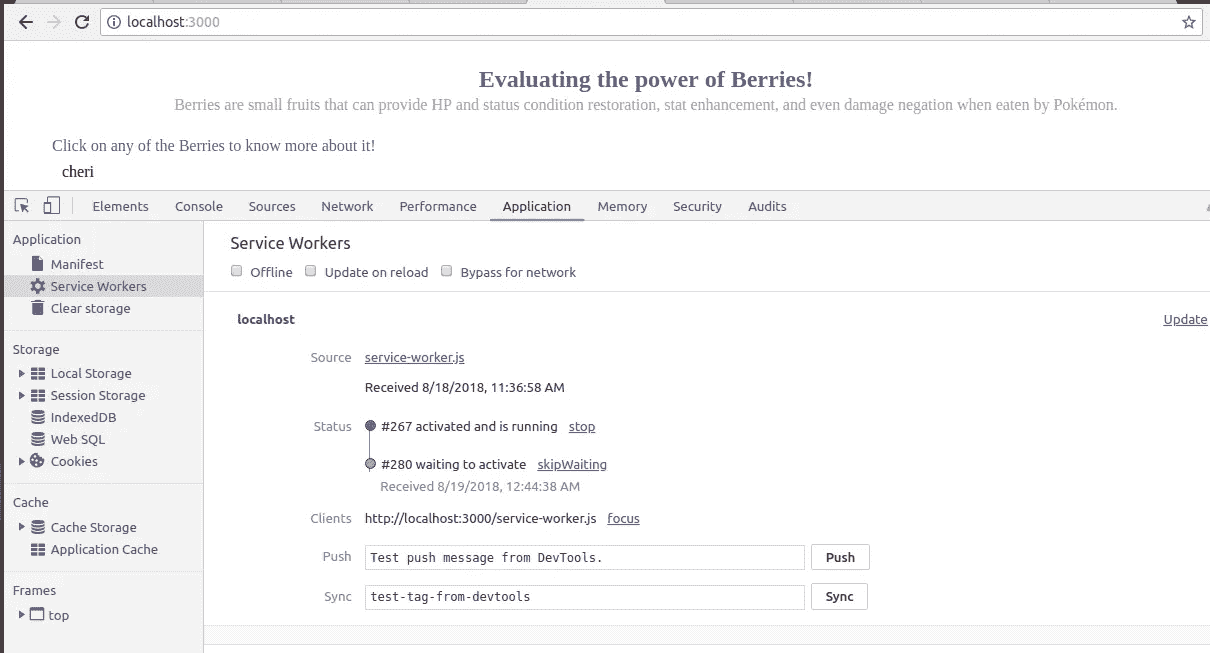 localhost:3000
Evaluating the power of Berries!
Berries are small fruits that can provide HP and status condition restoration, stat enhancement, and even damage negation when eaten by Pokémon.
Click on any of the Berries to know more about it!
cheri
Elements Console Sources Network Performance Application Memory Security Audits
Application
Manifest
Service Workers
Clear storage
Storage
Local Storage
Session Storage
IndexedDB
Web SQL
Cookies
Cache
Cache Storage
Application Cache
Frames
top
Service Workers
Offline Update on reload Bypass for network
localhost Update
Source service-worker.js
Received 8/18/2018, 11:36:58 AM
Status #267 activated and is running stop
#280 waiting to activate skipWaiting
Received 8/19/2018, 12:44:38 AM
Clients http://localhost:3000/service-worker.js focus
Push Test push message from DevTools. Push
Sync test-tag-from-devtools Sync